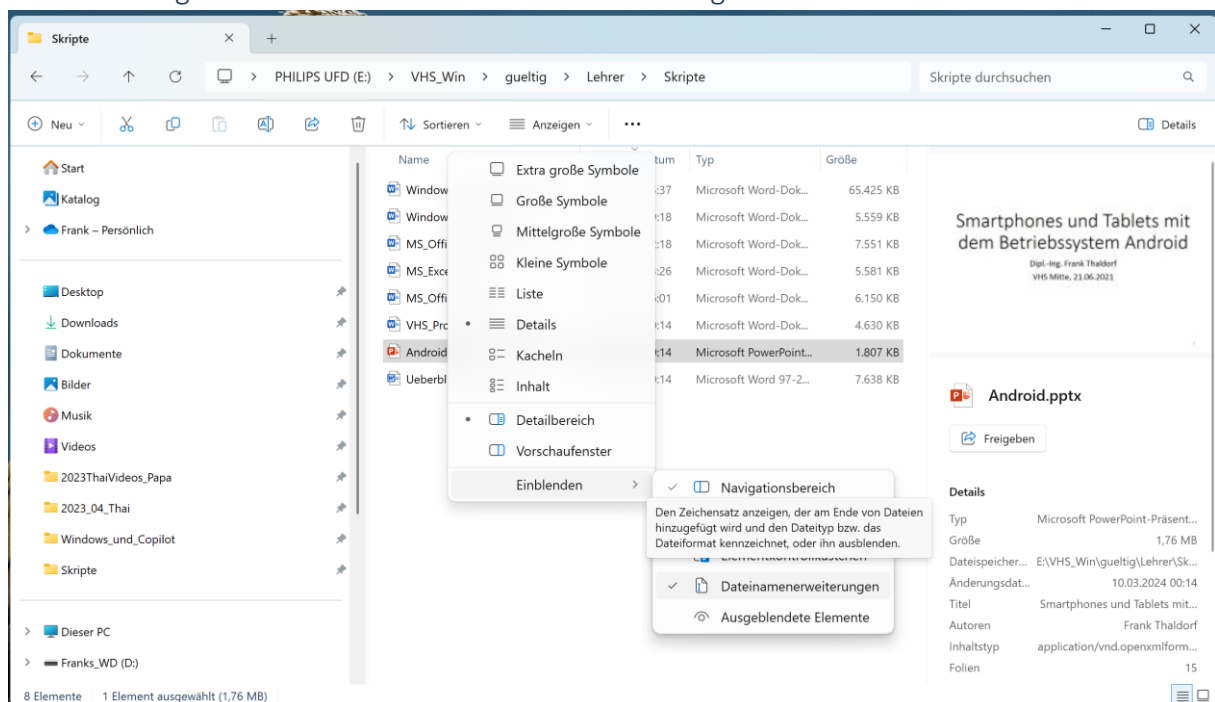 Skripte
PHILIPS UFD (E:) > VHS_Win > gueltig > Lehrer > Skripte
Skripte durchsuchen
Neu
Sortieren
Anzeigen
Details
Start
Katalog
Frank – Persönlich
Desktop
Downloads
Dokumente
Bilder
Musik
Videos
2023ThaiVideos_Papa
2023_04_Thai
Windows_und_Copilot
Skripte
Dieser PC
Franks_WD (D:)
Name Typ Größe
Microsoft Word-Dok... 65.425 KB
Microsoft Word-Dok... 5.559 KB
MS_Offi Microsoft Word-Dok... 7.551 KB
MS_Exce Microsoft Word-Dok... 5.581 KB
MS_Offi Microsoft Word-Dok... 6.150 KB
VHS_Prc Microsoft Word-Dok... 4.630 KB
Android Microsoft PowerPoint... 1.807 KB
Ueberbl Microsoft Word 97-2... 7.638 KB
Extra große Symbole
Große Symbole
Mittelgroße Symbole
Kleine Symbole
Liste
Details
Kacheln
Inhalt
Detailbereich
Vorschaufenster
Einblenden
Navigationsbereich
Den Zeichensatz anzeigen, der am Ende von Dateien
hinzugefügt wird und den Dateityp bzw. das
Dateiformat kennzeichnet, oder ihn ausblenden.
Dateinamenerweiterungen
Ausgeblendete Elemente
Smartphones und Tablets mit
dem Betriebssystem Android
Dipl.-Ing. Frank Thaldorf
VHS Mitte, 21.06.2021
Android.pptx
Freigeben
Details
Typ Microsoft PowerPoint-Präsent...
Größe 1,76 MB
Dateispeicher... E:\VHS_Win\gueltig\Lehrer\Sk...
Änderungsdat... 10.03.2024 00:14
Titel Smartphones und Tablets mit...
Autoren Frank Thaldorf
Inhaltstyp application/vnd.openxmlform...
Folien 15
8 Elemente 1 Element ausgewählt (1,76 MB)